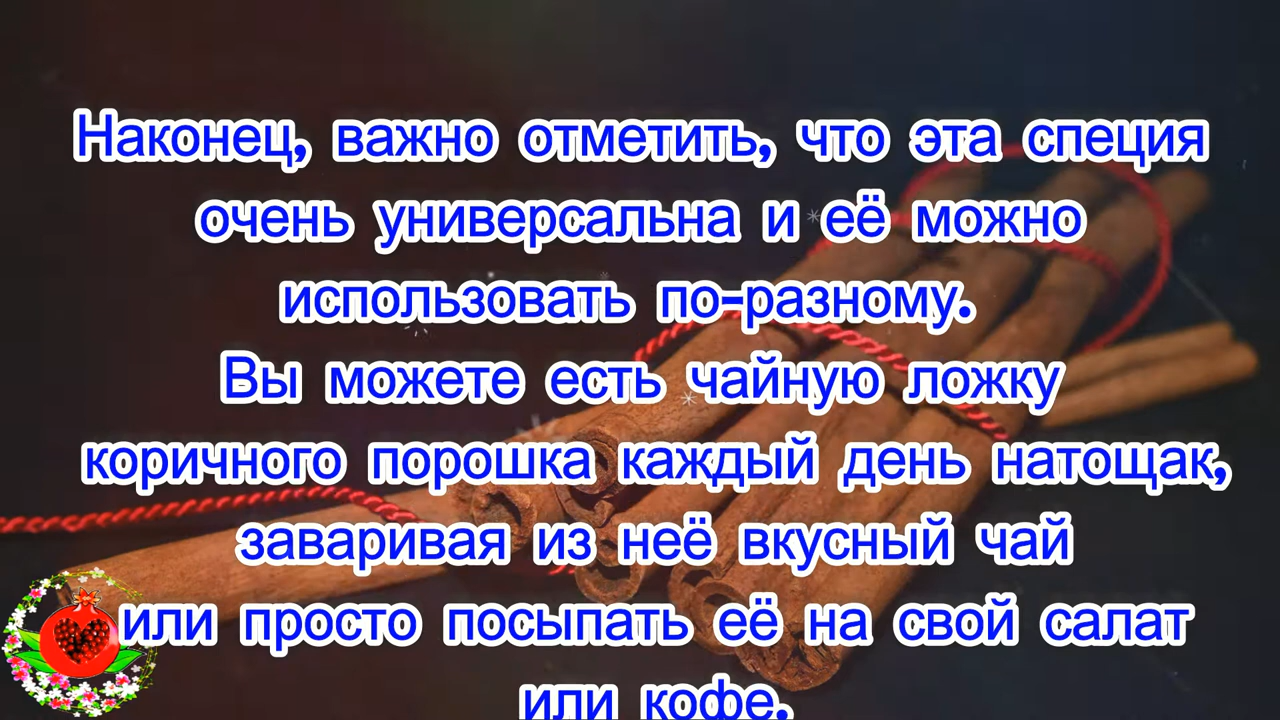 Наконец, важно отметить, что эта специя
очень универсальна и её можно
использовать по-разному.
Вы можете есть чайную ложку
коричного порошка каждый день натощак,
заваривая из неё вкусный чай
или просто посыпать её на свой салат
или кофе.